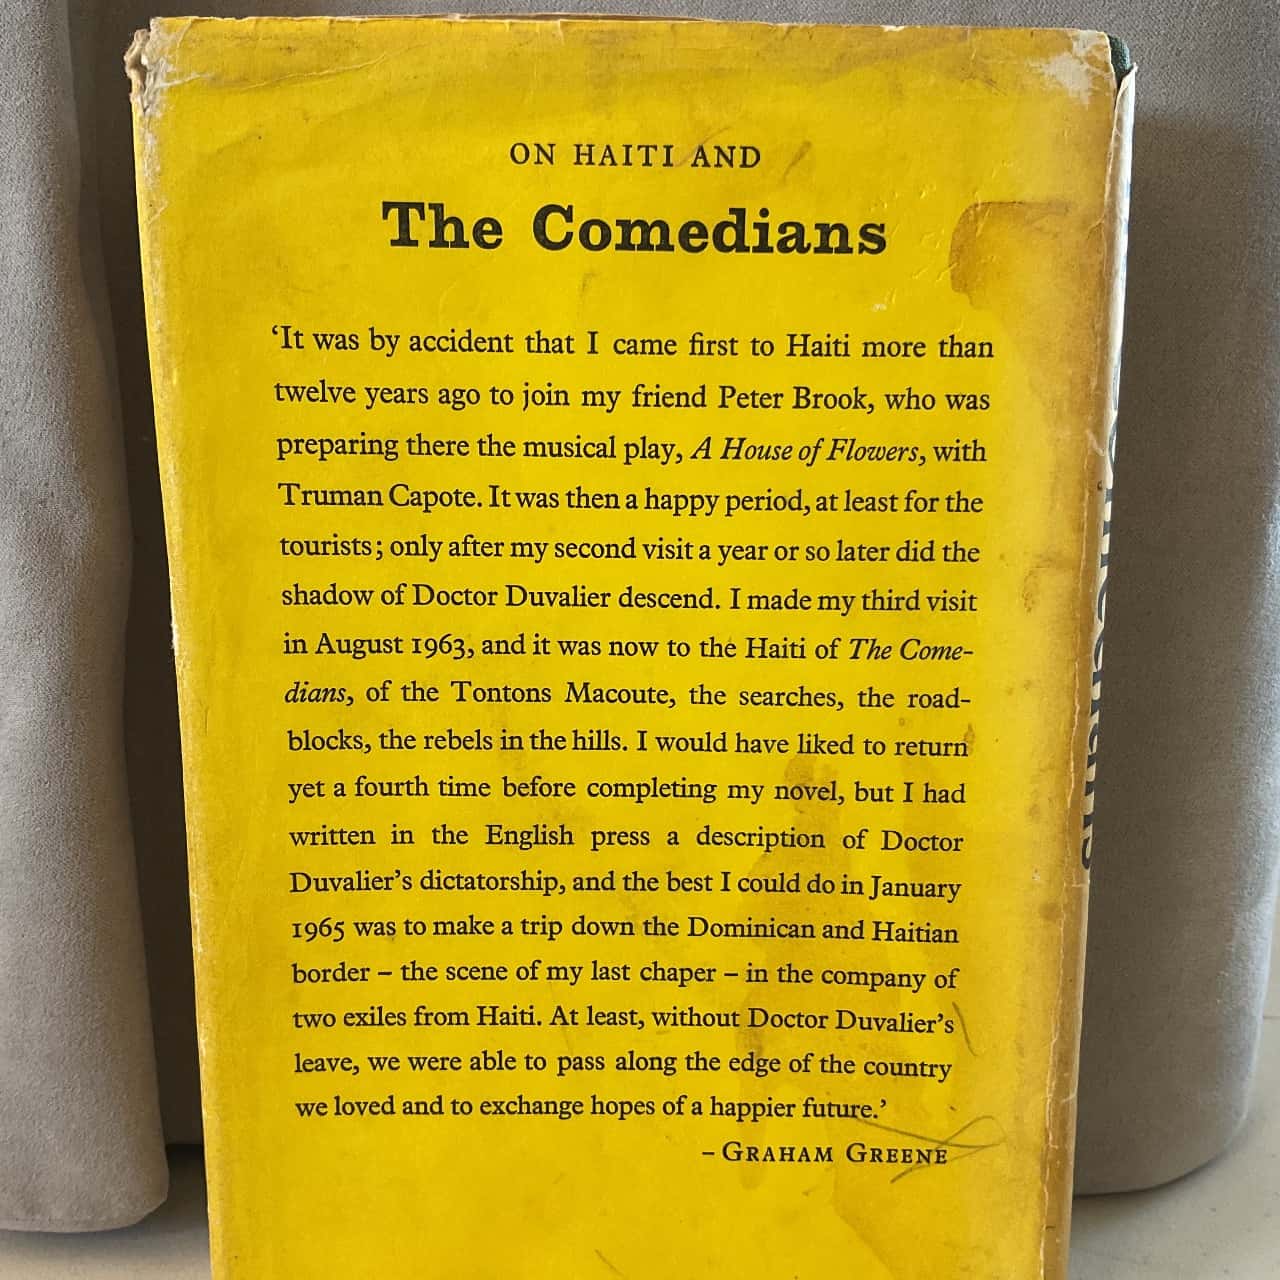 ON HAITI AND
The Comedians
‘It was by accident that I came first to Haiti more than
twelve years ago to join my friend Peter Brook, who was
preparing there the musical play, A House of Flowers, with
Truman Capote. It was then a happy period, at least for the
tourists; only after my second visit a year or so later did the
shadow of Doctor Duvalier descend. I made my third visit
in August 1963, and it was now to the Haiti of The Come-
dians, of the Tontons Macoute, the searches, the road-
blocks, the rebels in the hills. I would have liked to return
yet a fourth time before completing my novel, but I had
written in the English press a description of Doctor
Duvalier’s dictatorship, and the best I could do in January
1965 was to make a trip down the Dominican and Haitian
border – the scene of my last chaper – in the company of
two exiles from Haiti. At least, without Doctor Duvalier’s
leave, we were able to pass along the edge of the country
we loved and to exchange hopes of a happier future.’
– GRAHAM GREENE